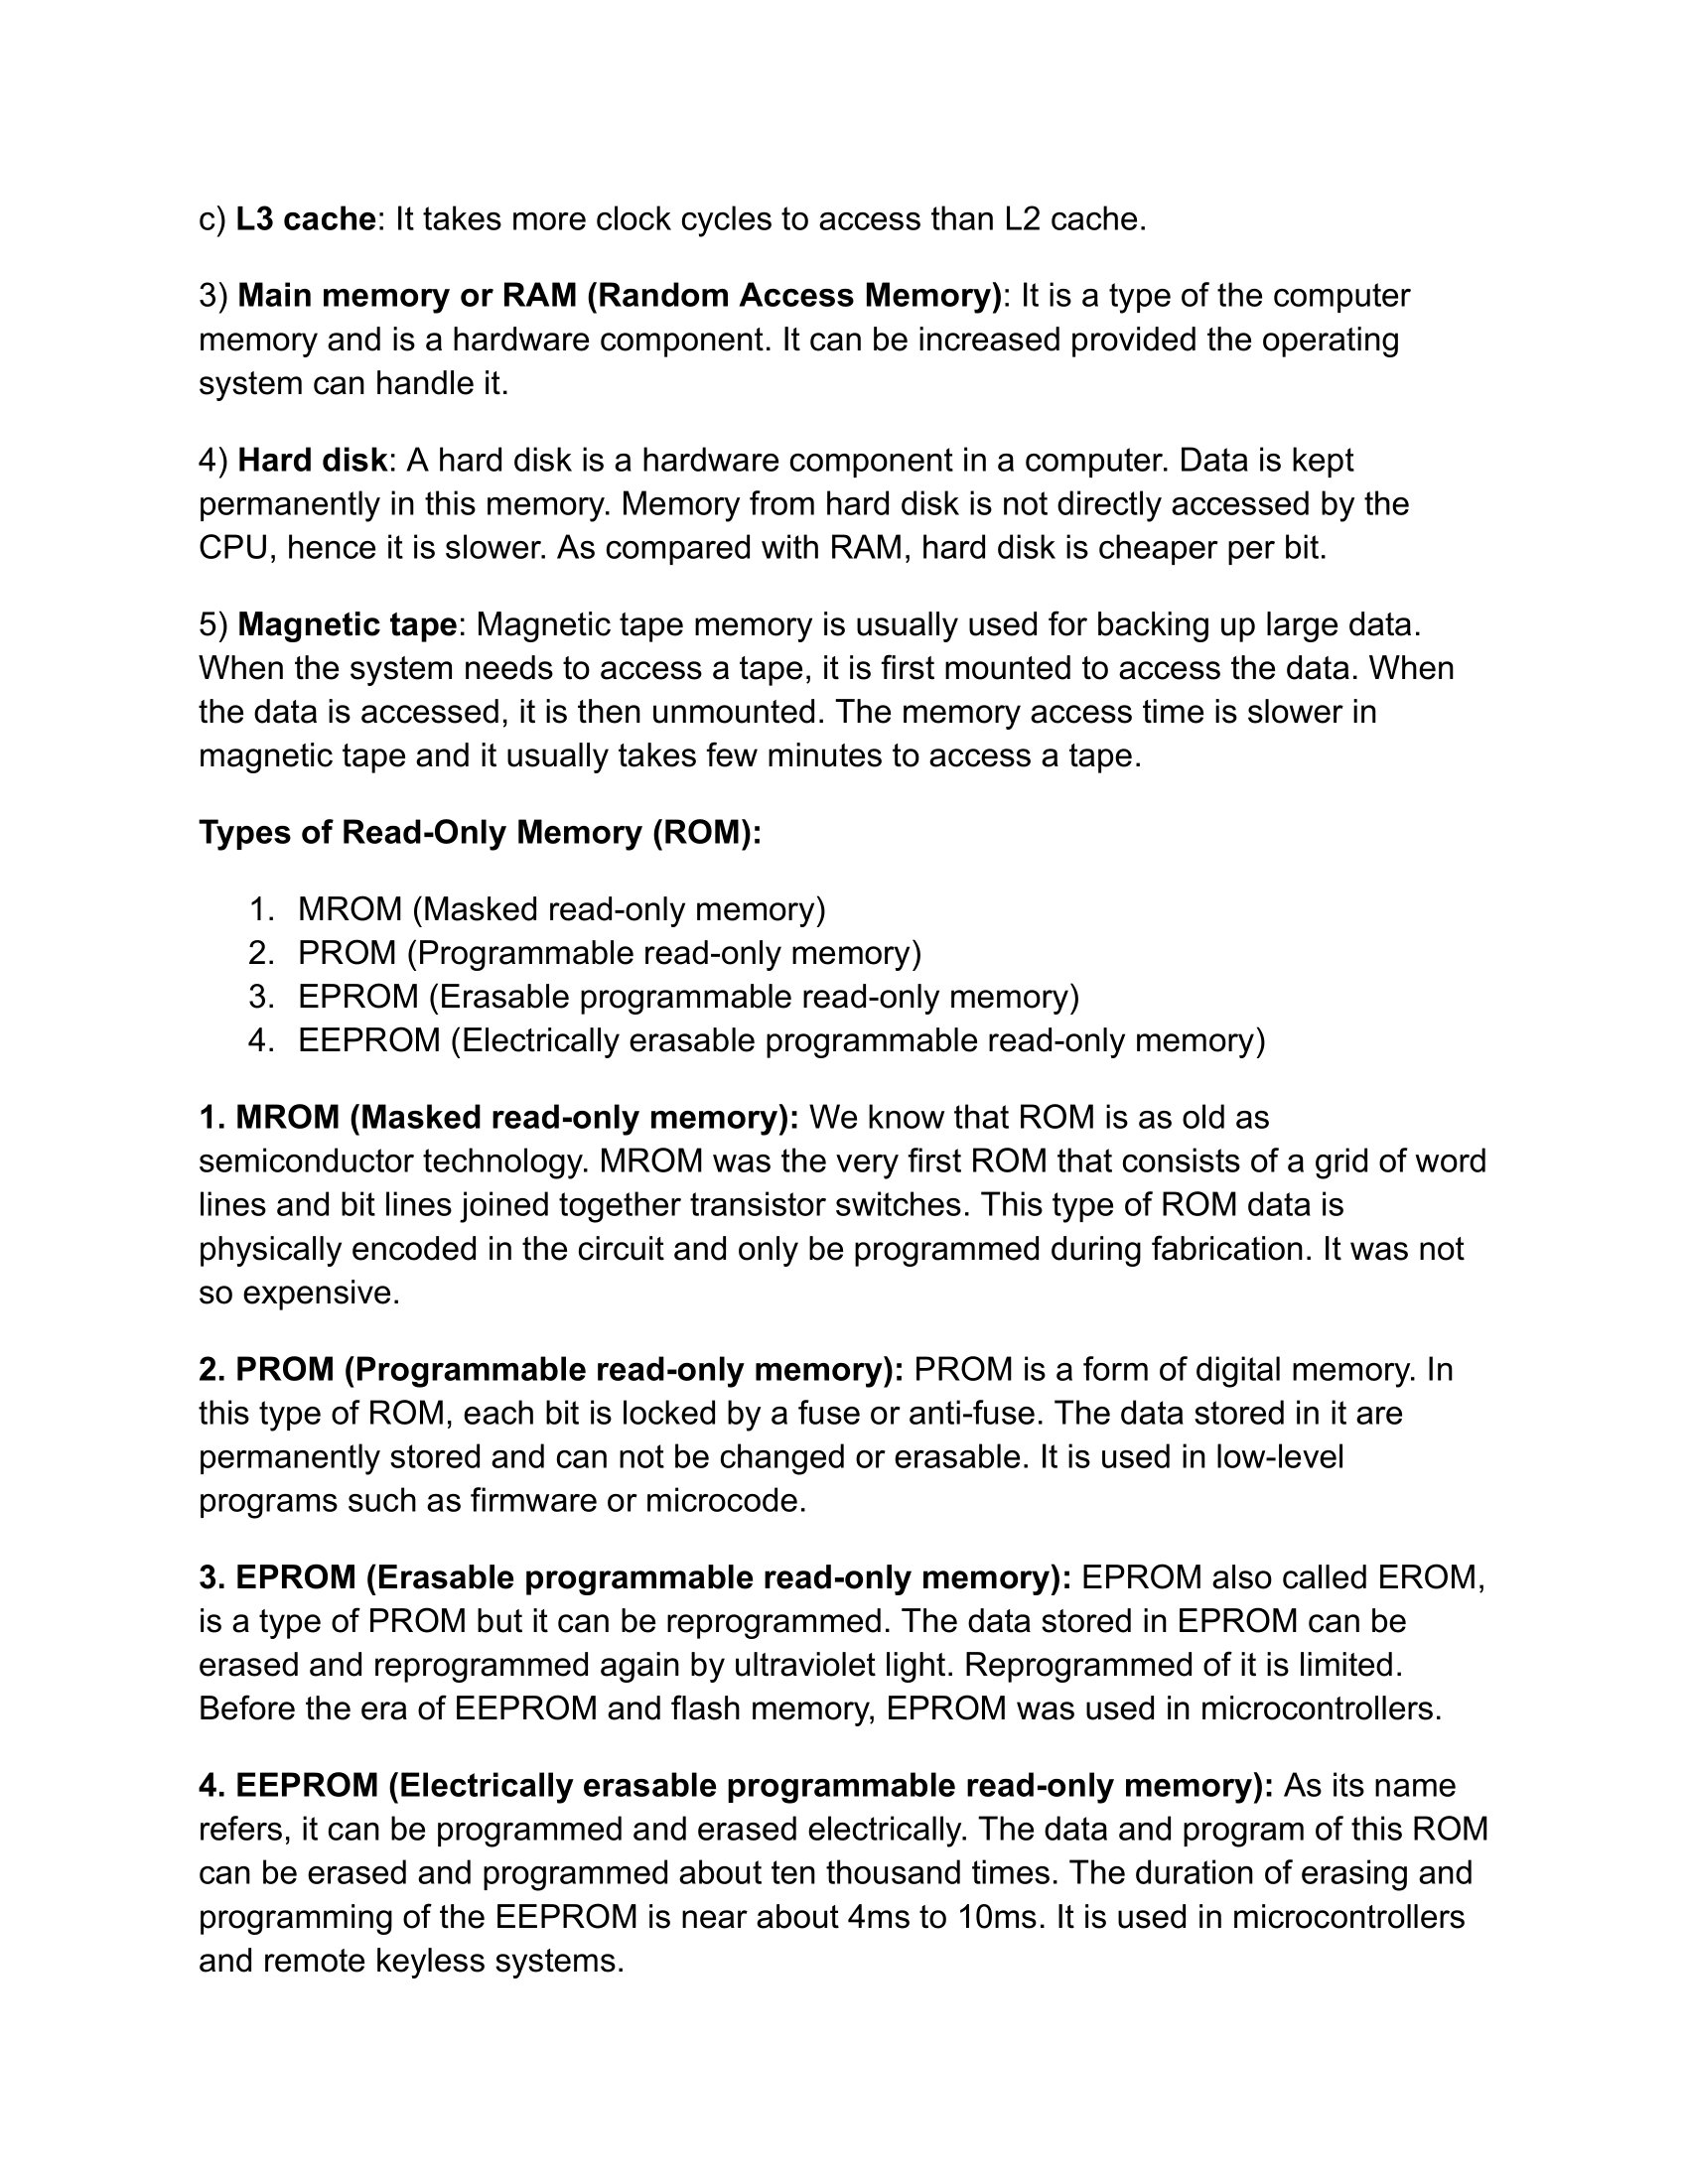 c) L3 cache: It takes more clock cycles to access than L2 cache.
3) Main memory or RAM (Random Access Memory): It is a type of the computer
memory and is a hardware component. It can be increased provided the operating
system can handle it.
4) Hard disk: A hard disk is a hardware component in a computer. Data is kept
permanently in this memory. Memory from hard disk is not directly accessed by the
CPU, hence it is slower. As compared with RAM, hard disk is cheaper per bit.
5) Magnetic tape: Magnetic tape memory is usually used for backing up large data.
When the system needs to access a tape, it is first mounted to access the data. When
the data is accessed, it is then unmounted. The memory access time is slower in
magnetic tape and it usually takes few minutes to access a tape.
Types of Read-Only Memory (ROM):
1. MROM (Masked read-only memory)
2. PROM (Programmable read-only memory)
3. EPROM (Erasable programmable read-only memory)
4. EEPROM (Electrically erasable programmable read-only memory)
1. MROM (Masked read-only memory): We know that ROM is as old as
semiconductor technology. MROM was the very first ROM that consists of a grid of word
lines and bit lines joined together transistor switches. This type of ROM data is
physically encoded in the circuit and only be programmed during fabrication. It was not
so expensive.
2. PROM (Programmable read-only memory): PROM is a form of digital memory. In
this type of ROM, each bit is locked by a fuse or anti-fuse. The data stored in it are
permanently stored and can not be changed or erasable. It is used in low-level
programs such as firmware or microcode.
3. EPROM (Erasable programmable read-only memory): EPROM also called EROM,
is a type of PROM but it can be reprogrammed. The data stored in EPROM can be
erased and reprogrammed again by ultraviolet light. Reprogrammed of it is limited.
Before the era of EEPROM and flash memory, EPROM was used in microcontrollers.
4. EEPROM (Electrically erasable programmable read-only memory): As its name
refers, it can be programmed and erased electrically. The data and program of this ROM
can be erased and programmed about ten thousand times. The duration of erasing and
programming of the EEPROM is near about 4ms to 10ms. It is used in microcontrollers
and remote keyless systems.